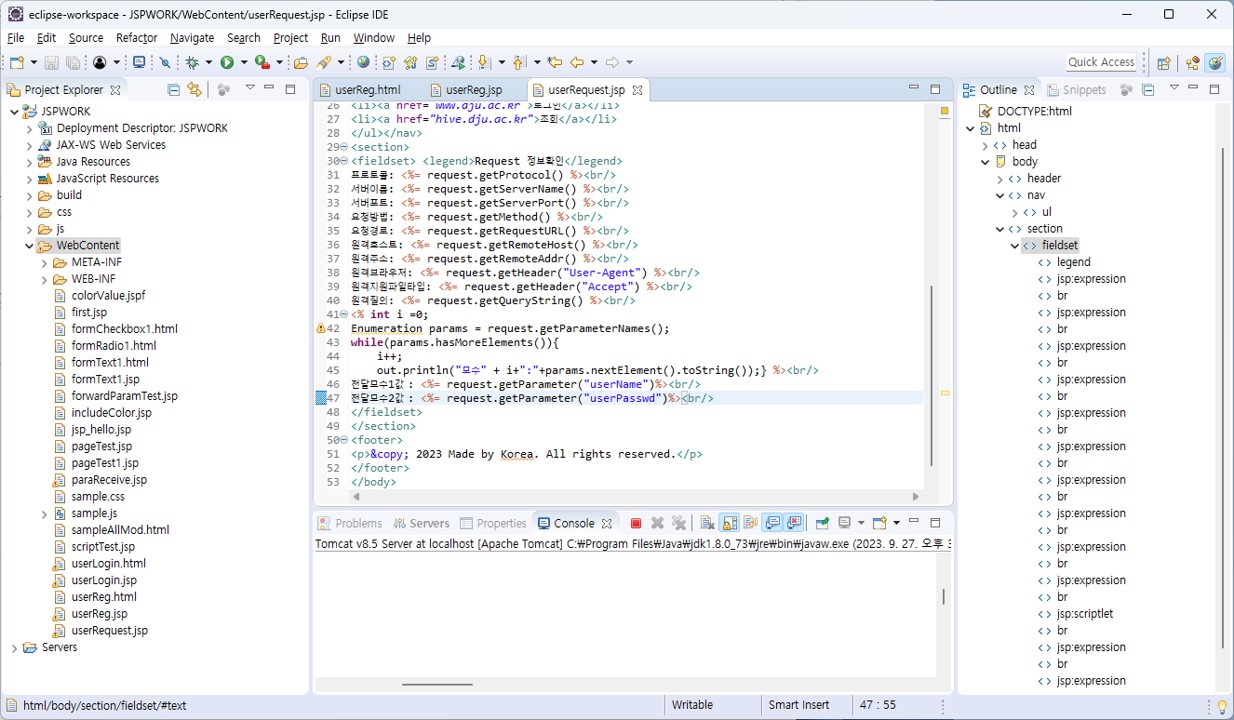 eclipse-workspace - JSPWORK/WebContent/userRequest.jsp - Eclipse IDE
File Edit Source Refactor Navigate Search Project Run Window Help
Quick Access
Project Explorer
JSPWORK
Deployment Descriptor: JSPWORK
JAX-WS Web Services
Java Resources
JavaScript Resources
build
css
js
WebContent
META-INF
WEB-INF
colorValue.jspf
first.jsp
formCheckbox1.html
formRadio1.html
formText1.html
formText1.jsp
forwardParamTest.jsp
includeColor.jsp
jsp_hello.jsp
pageTest.jsp
pageTest1.jsp
paraReceive.jsp
sample.css
sample.js
sampleAllMod.html
scriptTest.jsp
userLogin.html
userLogin.jsp
userReg.html
userReg.jsp
userRequest.jsp
Servers
userReg.html userReg.jsp userRequest.jsp
26 <li><a href="www.dju.ac.kr">로그인</a></li>
27 <li><a href="hive.dju.ac.kr">조회</a></li>
28 </ul></nav>
29 <section>
30 <fieldset> <legend>Request 정보확인</legend>
31 프로토콜: <%= request.getProtocol() %><br/>
32 서버이름: <%= request.getServerName() %><br/>
33 서버포트: <%= request.getServerPort() %><br/>
34 요청방법: <%= request.getMethod() %><br/>
35 요청경로: <%= request.getRequestURL() %><br/>
36 원격호스트: <%= request.getRemoteHost() %><br/>
37 원격주소: <%= request.getRemoteAddr() %><br/>
38 원격브라우저: <%= request.getHeader("User-Agent") %><br/>
39 원격지원파일타입: <%= request.getHeader("Accept") %><br/>
40 원격질의: <%= request.getQueryString() %><br/>
41 <% int i =0;
42 Enumeration params = request.getParameterNames();
43 while(params.hasMoreElements()){
44 i++;
45 out.println("모수" + i+":"+params.nextElement().toString());} %><br/>
46 전달모수1값 : <%= request.getParameter("userName")%><br/>
47 전달모수2값 : <%= request.getParameter("userPasswd")%><br/>
48 </fieldset>
49 </section>
50 <footer>
51 <p>&copy; 2023 Made by Korea. All rights reserved.</p>
52 </footer>
53 </body>
Problems Servers Properties Console
Tomcat v8.5 Server at localhost [Apache Tomcat] C:₩Program Files₩Java₩jdk1.8.0_73₩jre₩bin₩javaw.exe (2023. 9. 27. 오후 3
Outline Snippets
DOCTYPE:html
html
head
body
header
nav
ul
section
fieldset
legend
jsp:expression
br
jsp:expression
br
jsp:expression
br
jsp:expression
br
jsp:expression
br
jsp:expression
br
jsp:expression
br
jsp:expression
br
jsp:expression
br
jsp:expression
br
jsp:scriptlet
br
jsp:expression
br
jsp:expression
html/body/section/fieldset/#text Writable Smart Insert 47 : 55